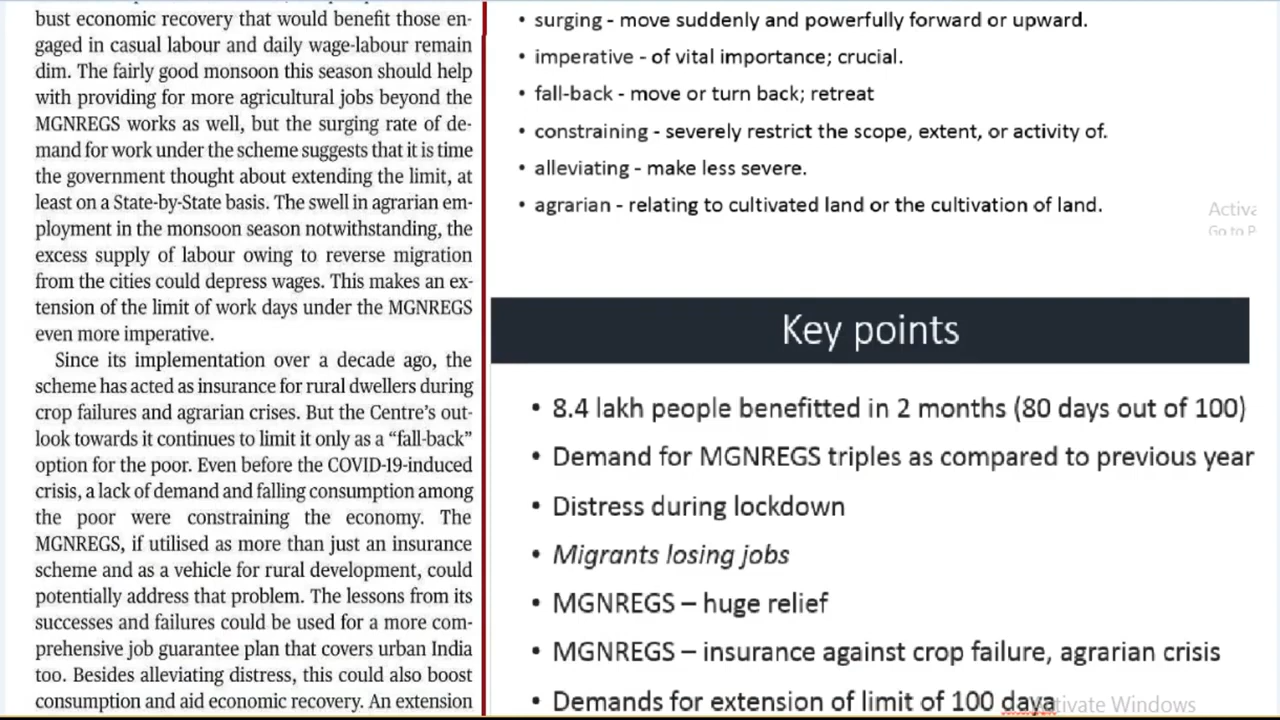 bust economic recovery that would benefit those en-
gaged in casual labour and daily wage-labour remain
dim. The fairly good monsoon this season should help
with providing for more agricultural jobs beyond the
MGNREGS works as well, but the surging rate of de-
mand for work under the scheme suggests that it is time
the government thought about extending the limit, at
least on a State-by-State basis. The swell in agrarian em-
ployment in the monsoon season notwithstanding, the
excess supply of labour owing to reverse migration
from the cities could depress wages. This makes an ex-
tension of the limit of work days under the MGNREGS
even more imperative.
Since its implementation over a decade ago, the
scheme has acted as insurance for rural dwellers during
crop failures and agrarian crises. But the Centre's out-
look towards it continues to limit it only as a “fall-back”
option for the poor. Even before the COVID-19-induced
crisis, a lack of demand and falling consumption among
the poor were constraining the economy. The
MGNREGS, if utilised as more than just an insurance
scheme and as a vehicle for rural development, could
potentially address that problem. The lessons from its
successes and failures could be used for a more com-
prehensive job guarantee plan that covers urban India
too. Besides alleviating distress, this could also boost
consumption and aid economic recovery. An extension
• surging - move suddenly and powerfully forward or upward.
• imperative - of vital importance; crucial.
• fall-back - move or turn back; retreat
• constraining - severely restrict the scope, extent, or activity of.
• alleviating - make less severe.
• agrarian - relating to cultivated land or the cultivation of land.
Activa
Go to P
Key points
• 8.4 lakh people benefitted in 2 months (80 days out of 100)
• Demand for MGNREGS triples as compared to previous year
• Distress during lockdown
• Migrants losing jobs
• MGNREGS – huge relief
• MGNREGS – insurance against crop failure, agrarian crisis
• Demands for extension of limit of 100 daya
Activate Windows